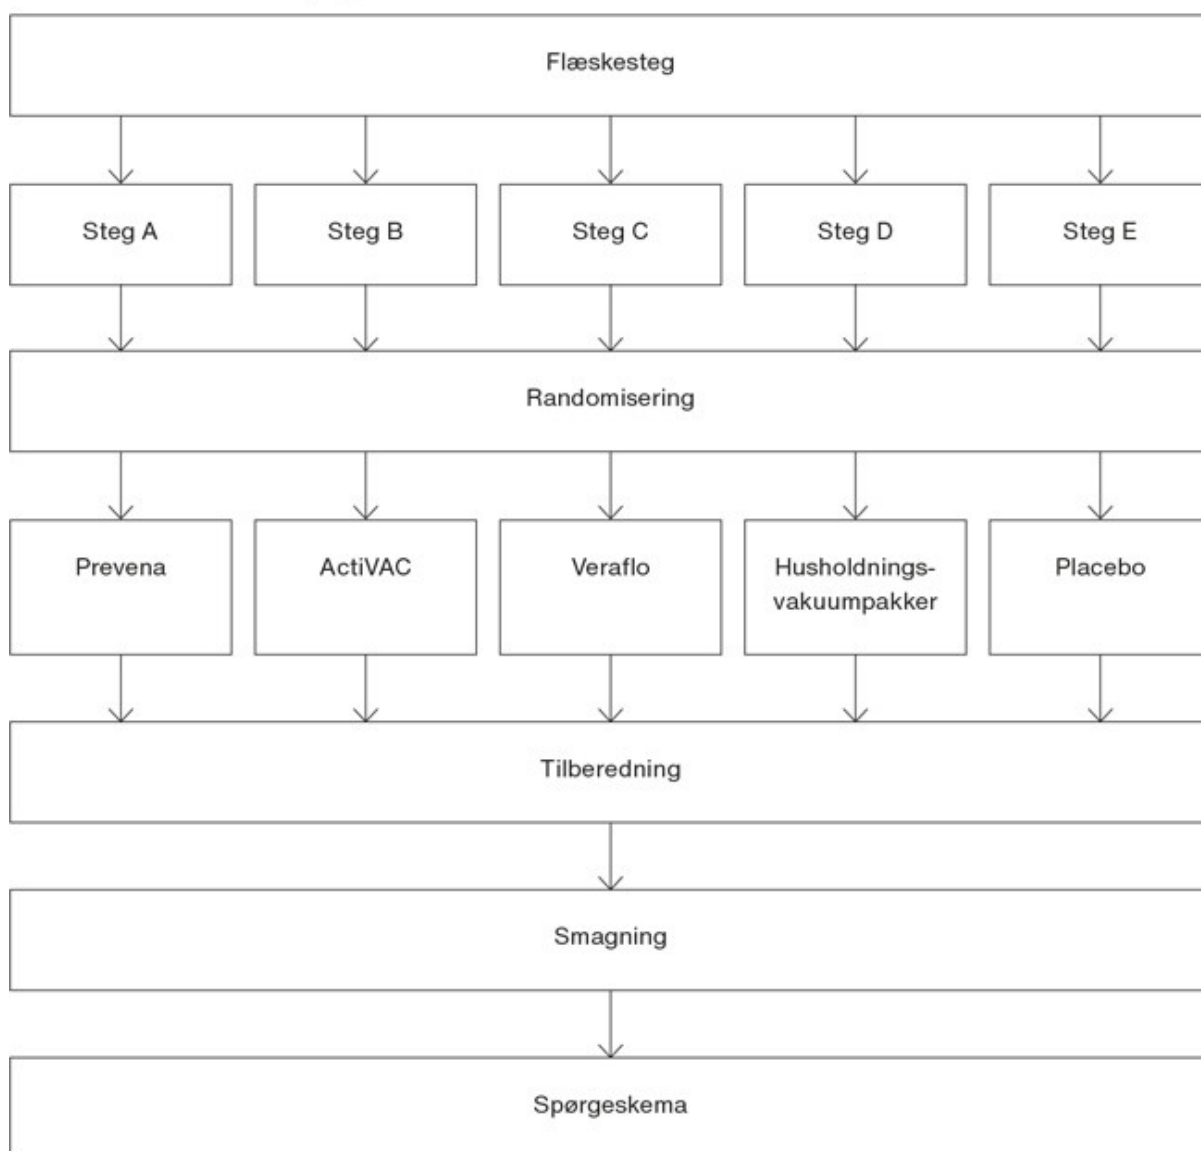 Flæskesteg
Steg A
Steg B
Steg C
Steg D
Steg E
Randomisering
Prevena
ActiVAC
Veraflo
Husholdnings-
vakuumpakker
Placebo
Tilberedning
Smagning
Spørgeskema